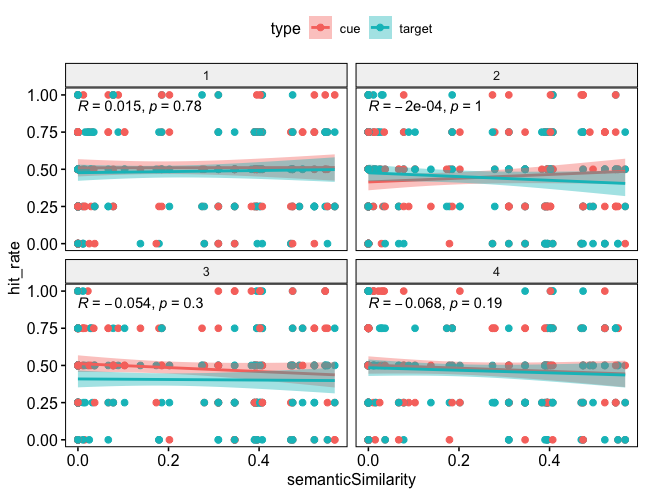 type cue target
1 2
1.00 R = 0.015, p = 0.78 R = −2e−04, p = 1
0.75
0.50
0.25
0.00
hit_rate
3 4
1.00 R = −0.054, p = 0.3 R = −0.068, p = 0.19
0.75
0.50
0.25
0.00
0.0 0.2 0.4 0.0 0.2 0.4
semanticSimilarity